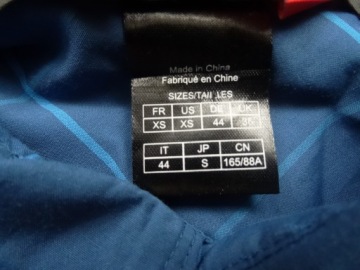 Made in China
Fabriqué en Chine
SIZES/TAILLES
FR US DE UK
XS XS 44 36
IT JP CN
44 S 165/88A